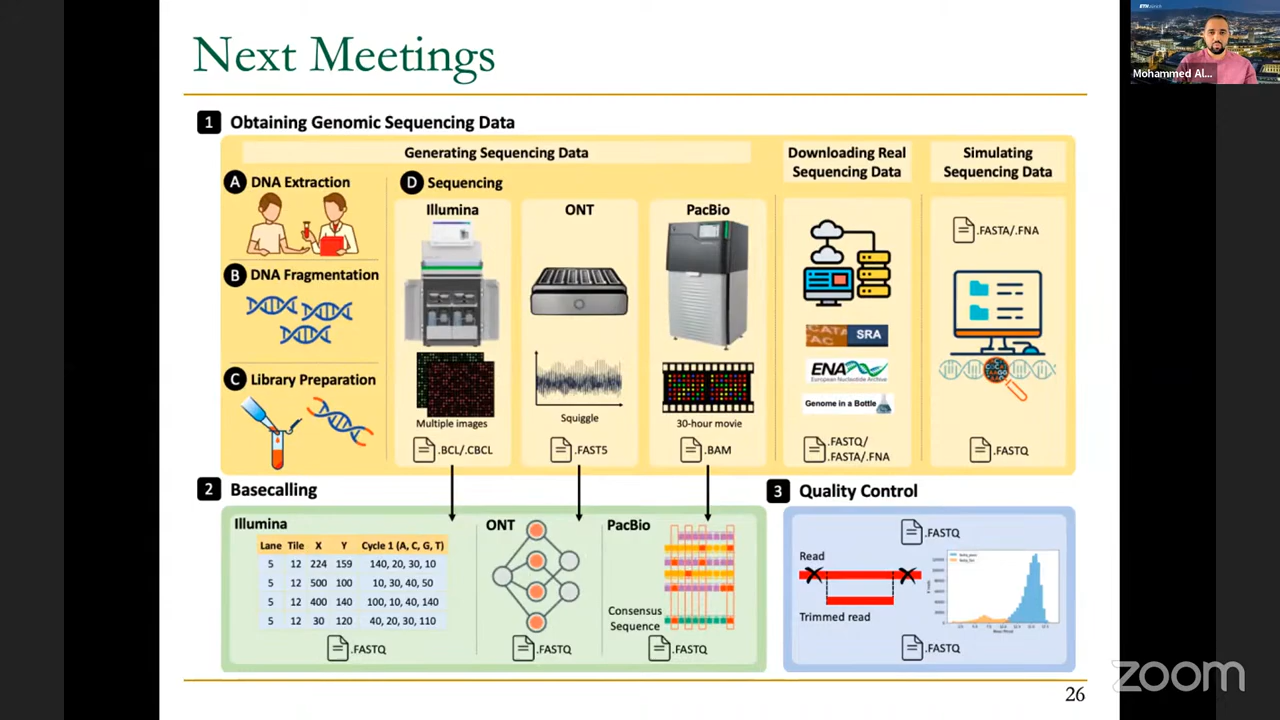 Next Meetings
1 Obtaining Genomic Sequencing Data
Generating Sequencing Data
A DNA Extraction
B DNA Fragmentation
C Library Preparation
D Sequencing
Illumina
Multiple images
.BCL/.CBCL
ONT
Squiggle
.FAST5
PacBio
30-hour movie
.BAM
Downloading Real
Sequencing Data
SRA
ENA
European Nucleotide Archive
Genome in a Bottle
.FASTQ/
.FASTA/.FNA
Simulating
Sequencing Data
.FASTA/.FNA
.FASTQ
2 Basecalling
Illumina
Lane Tile X Y Cycle 1 (A, C, G, T)
5 12 224 159 140, 20, 30, 10
5 12 500 100 10, 30, 40, 50
5 12 400 140 100, 10, 40, 140
5 12 30 120 40, 20, 30, 110
.FASTQ
ONT
.FASTQ
PacBio
Consensus
Sequence
.FASTQ
3 Quality Control
.FASTQ
Read
Trimmed read
.FASTQ
26
ETH zürich
Mohammed Al...
zoom